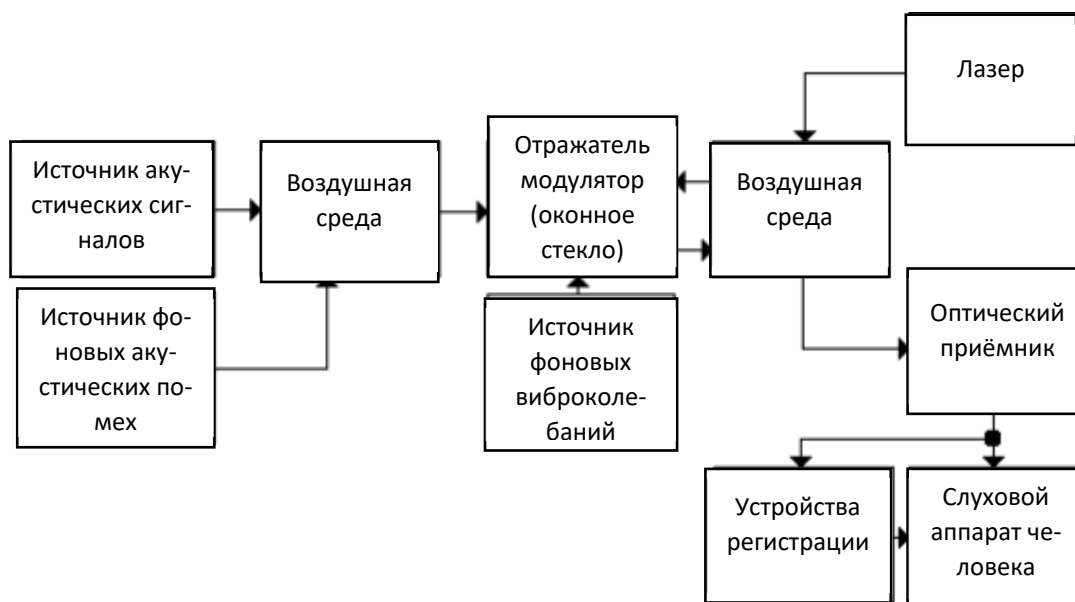 Лазер
Источник аку-
стических сиг-
налов
Воздушная
среда
Отражатель
модулятор
(оконное
стекло)
Воздушная
среда
Источник фо-
новых аку-
стических по-
мех
Источник
фоновых
виброколе-
баний
Оптический
приёмник
Устройства
регистрации
Слуховой
аппарат че-
ловека